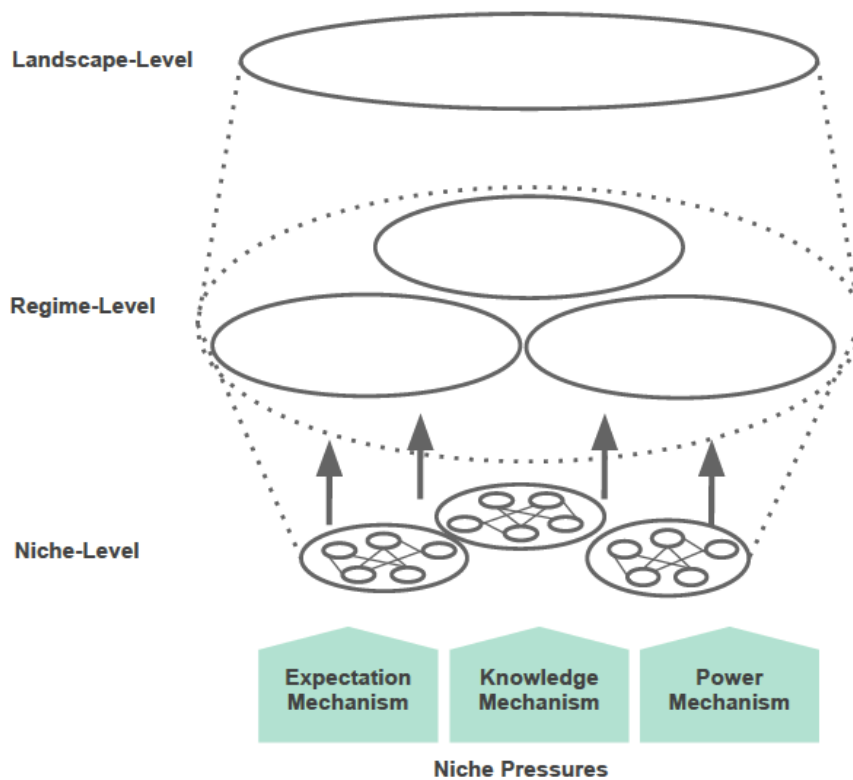 Landscape-Level
Regime-Level
Niche-Level
Expectation
Mechanism
Knowledge
Mechanism
Power
Mechanism
Niche Pressures